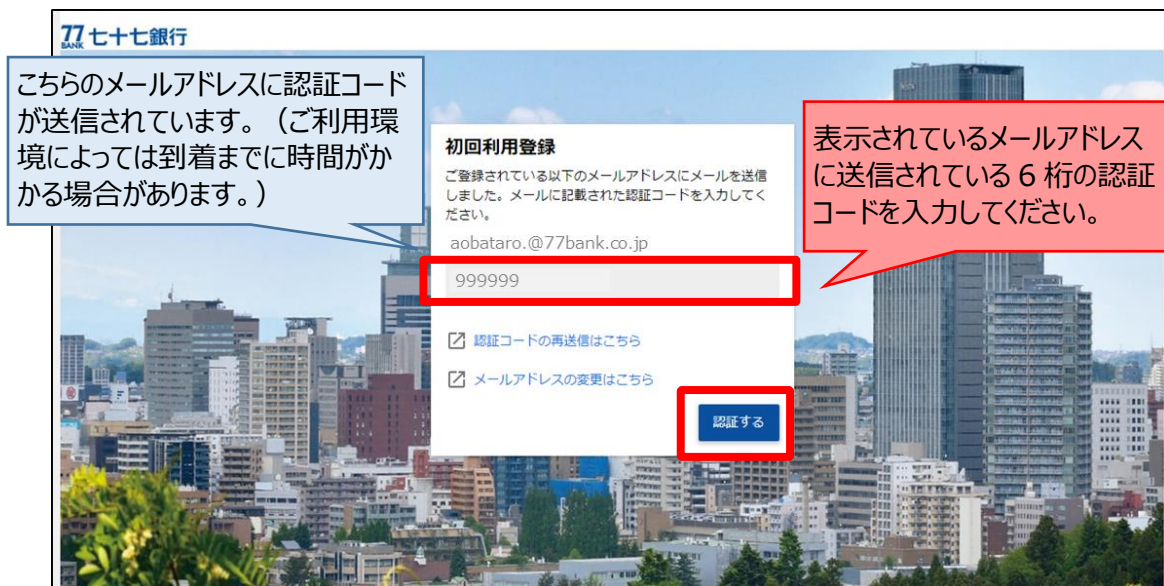 77 BANK 七十七銀行
こちらのメールアドレスに認証コード
が送信されています。（ご利用環
境によっては到着までに時間がか
かる場合があります。）
初回利用登録
ご登録されている以下のメールアドレスにメールを送信
しました。メールに記載された認証コードを入力してく
ださい。
aobataro.@77bank.co.jp
999999
認証コードの再送信はこちら
メールアドレスの変更はこちら
認証する
表示されているメールアドレス
に送信されている 6 桁の認証
コードを入力してください。